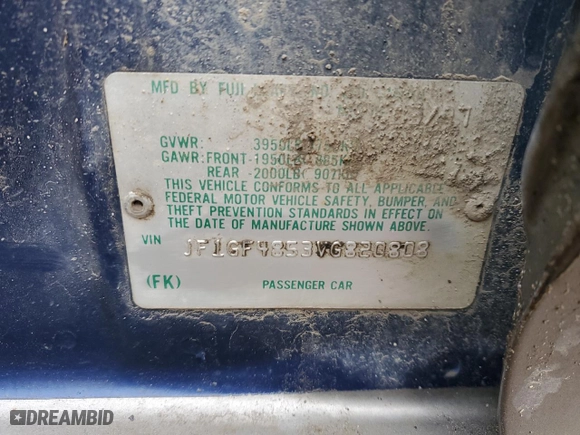 MFD BY FUJI
GVWR: 3950LB
GAWR:FRONT-1950LB
REAR -2000LB( 907KG
THIS VEHICLE CONFORMS TO ALL APPLICABLE
FEDERAL MOTOR VEHICLE SAFETY, BUMPER, AND
THEFT PREVENTION STANDARDS IN EFFECT ON
THE DATE OF MANUFACTURE SHOWN ABOVE.
VIN JF1GF4853VG820808
(FK) PASSENGER CAR
DREAMBID